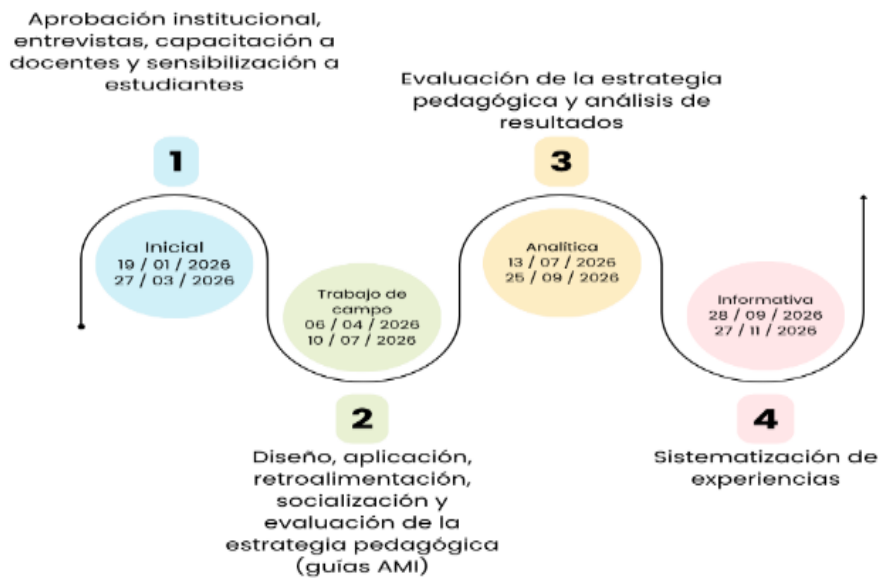 Aprobación institucional,
entrevistas, capacitación a
docentes y sensibilización a
estudiantes
1
Inicial
19 / 01 / 2026
27 / 03 / 2026
Trabajo de
campo
06 / 04 / 2026
10 / 07 / 2026
2
Diseño, aplicación,
retroalimentación,
socialización y
evaluación de la
estrategia pedagógica
(guías AMI)
Evaluación de la estrategia
pedagógica y análisis de
resultados
3
Analítica
13 / 07 / 2026
25 / 09 / 2026
Informativa
28 / 09 / 2026
27 / 11 / 2026
4
Sistematización de
experiencias